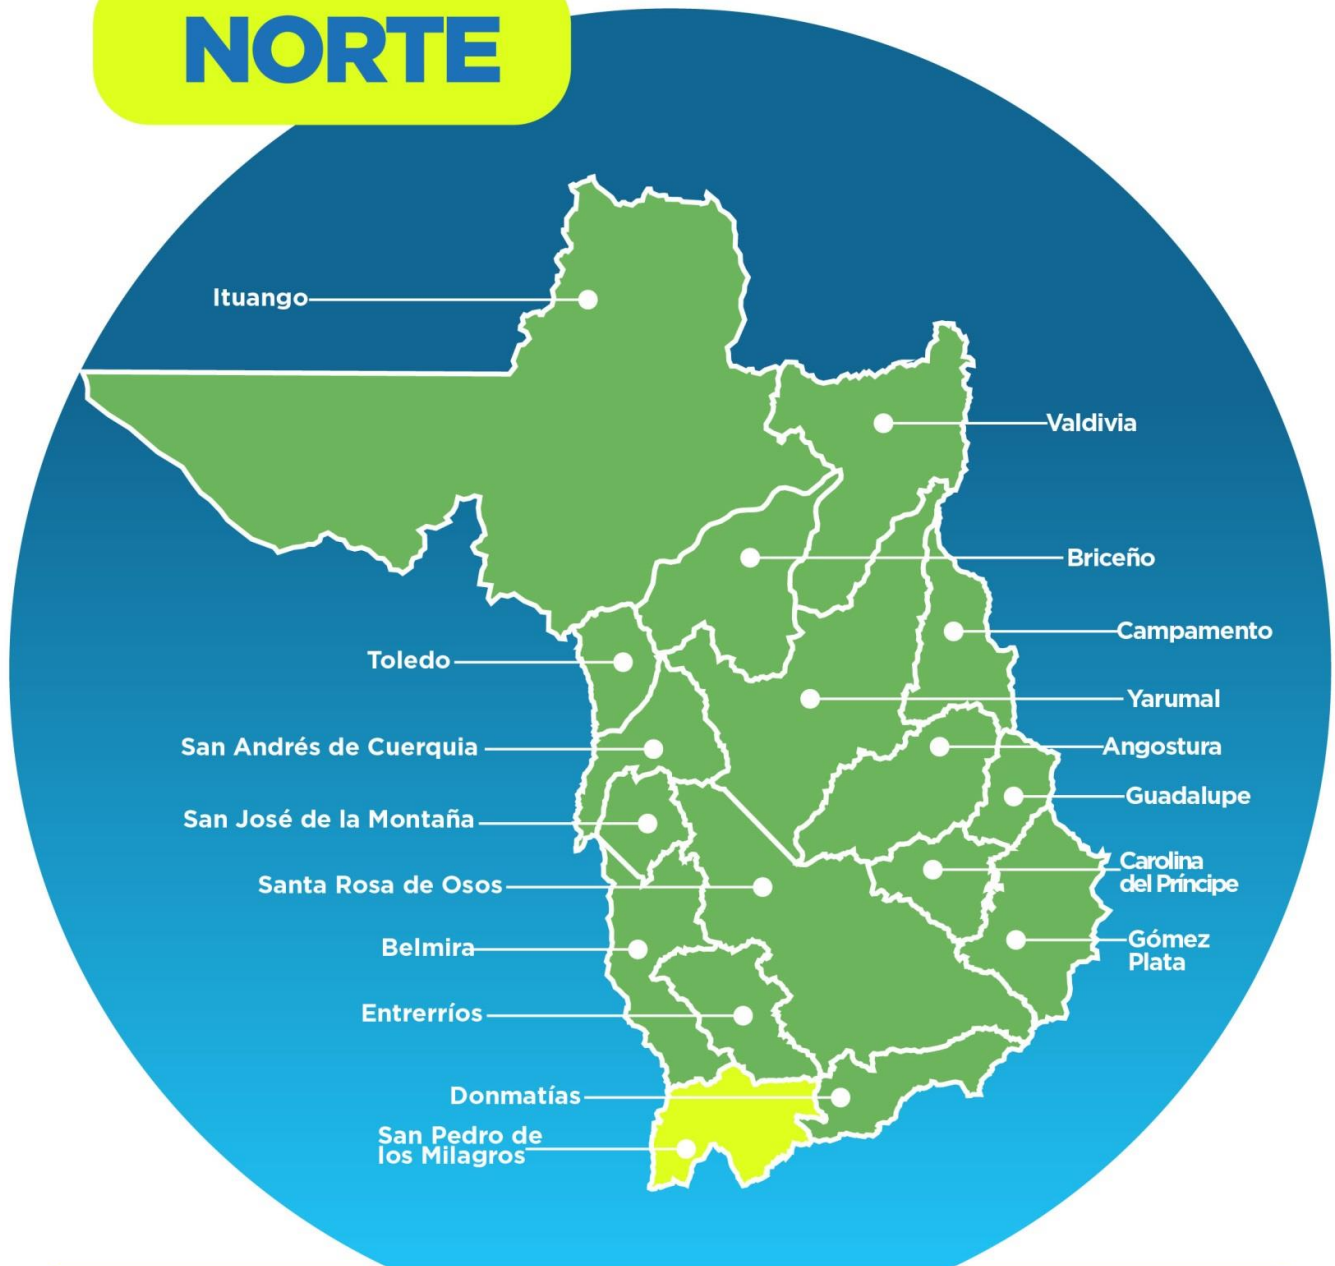 NORTE
Ituango
Valdivia
Briceño
Campamento
Toledo
Yarumal
San Andrés de Cuerquia
Angostura
Guadalupe
San José de la Montaña
Carolina
del Príncipe
Santa Rosa de Osos
Gómez
Plata
Belmira
Entrerríos
Donmatías
San Pedro de
los Milagros